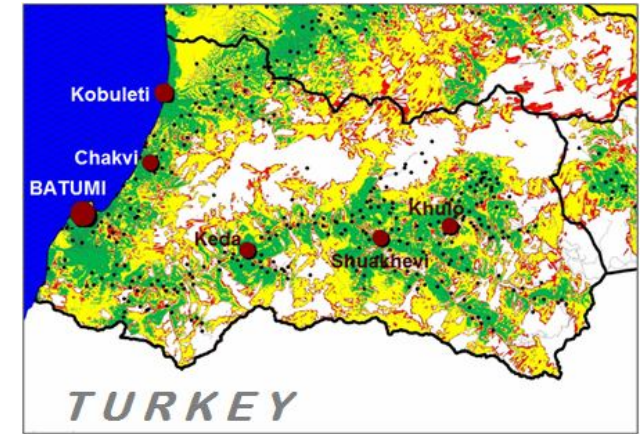 Kobuleti
Chakvi
BATUMI
Khulo
Keda
Shuakhevi
TURKEY